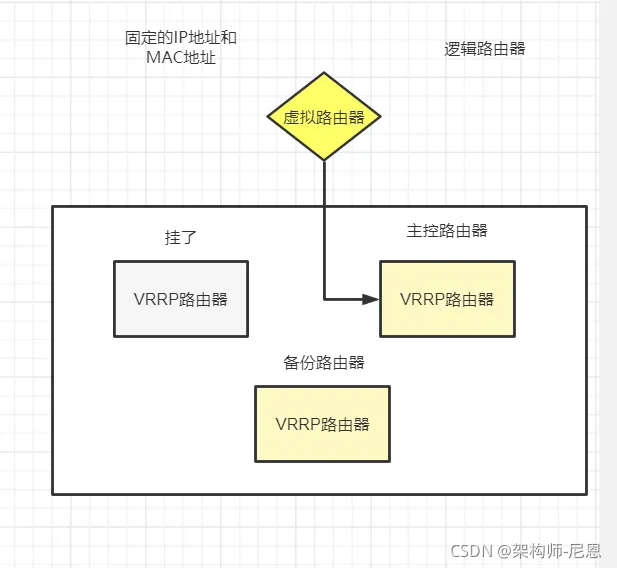 固定的IP地址和
MAC地址
逻辑路由器
虚拟路由器
挂了
主控路由器
VRRP路由器
VRRP路由器
备份路由器
VRRP路由器
CSDN @架构师-尼恩